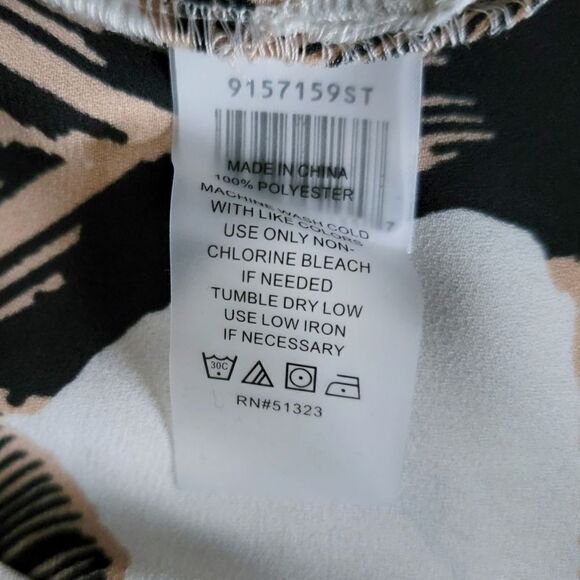 9157159ST
MADE IN CHINA
100% POLYESTER
7
MACHINE WASH COLD
WITH LIKE COLORS
USE ONLY NON-
CHLORINE BLEACH
IF NEEDED
TUMBLE DRY LOW
USE LOW IRON
IF NECESSARY
30C
RN#51323